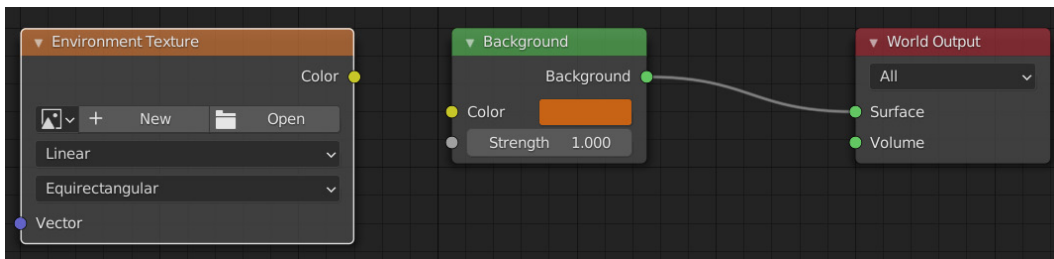 Environment Texture
Color
New Open
Linear
Equirectangular
Vector
Background
Background
Color
Strength 1.000
World Output
All
Surface
Volume